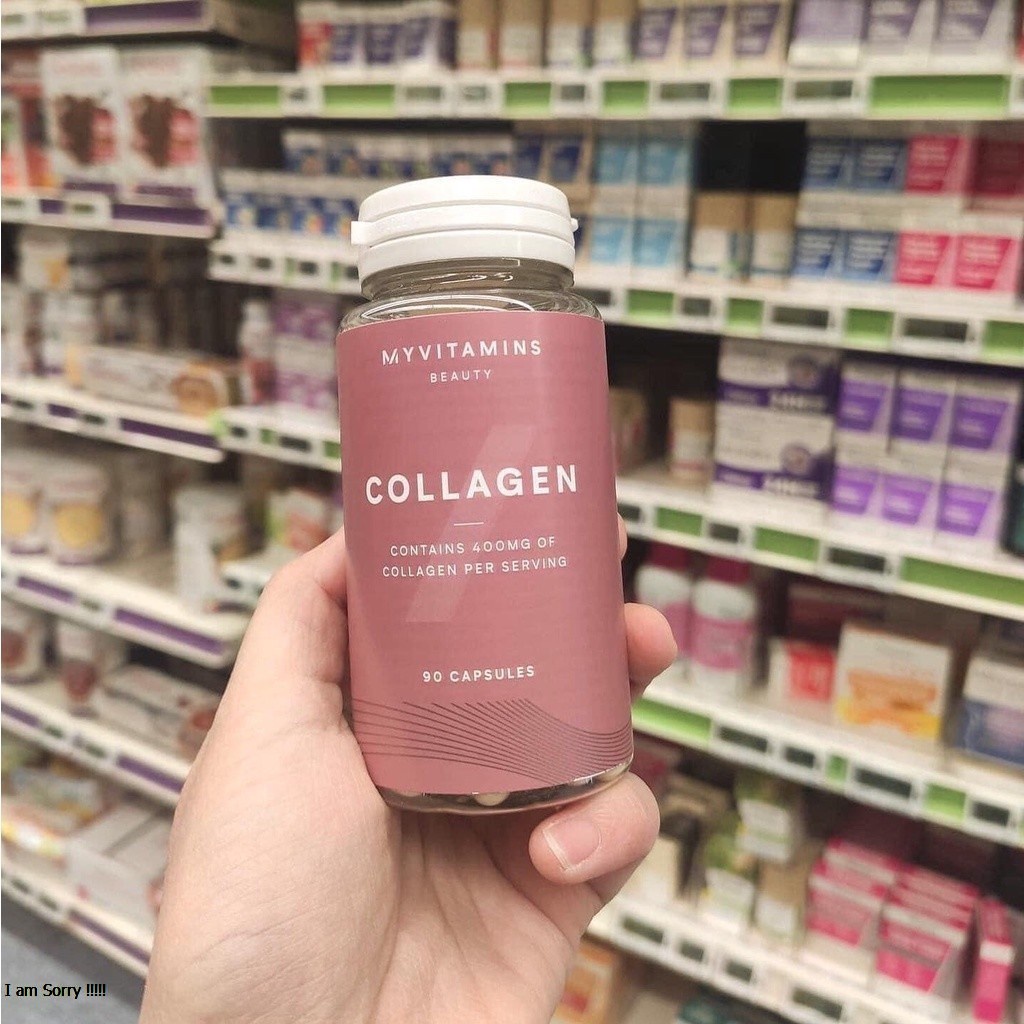 MYVITAMINS
BEAUTY
COLLAGEN
CONTAINS 400MG OF
COLLAGEN PER SERVING
90 CAPSULES
I am Sorry !!!!!